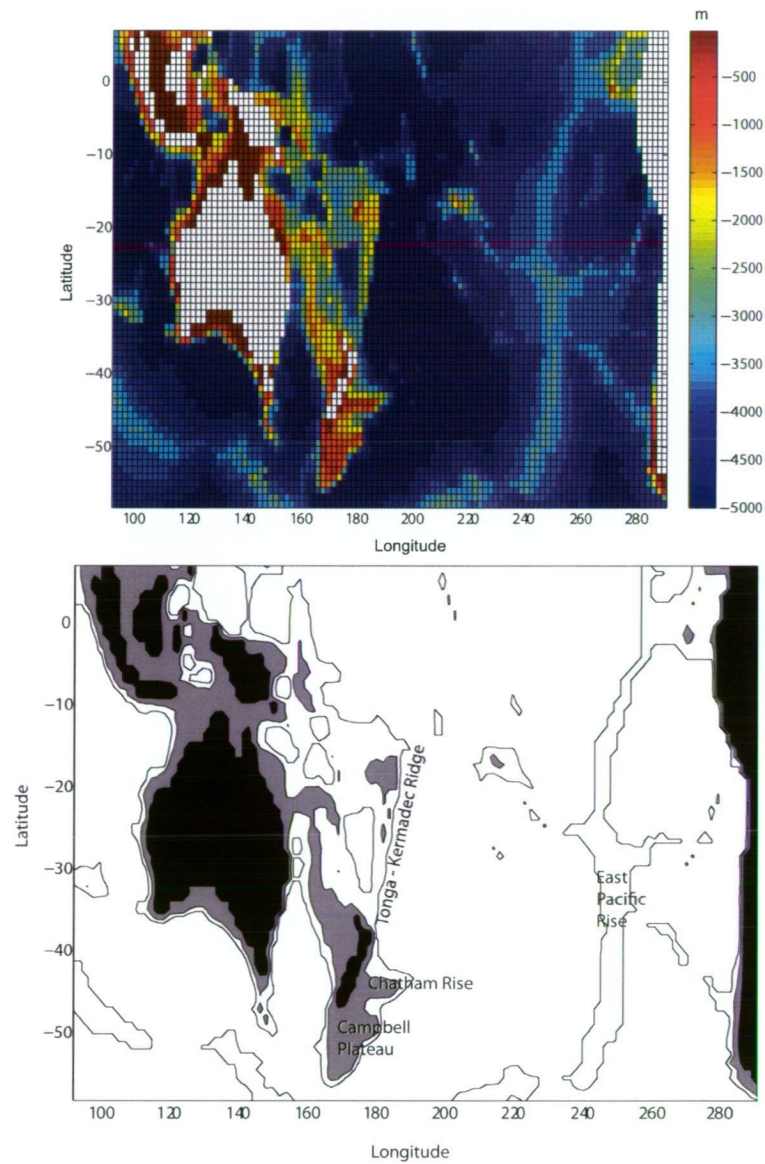 m
0
−10
−20
−30
−40
−50
Latitude
100 120 140 160 180 200 220 240 260 280
Longitude
−500
−1000
−1500
−2000
−2500
−3000
−3500
−4000
−4500
−5000
0
−10
−20
−30
−40
−50
Latitude
Tonga - Kermadec Ridge
East
Pacific
Rise
Chatham Rise
Campbell
Plateau
100 120 140 160 180 200 220 240 260 280
Longitude